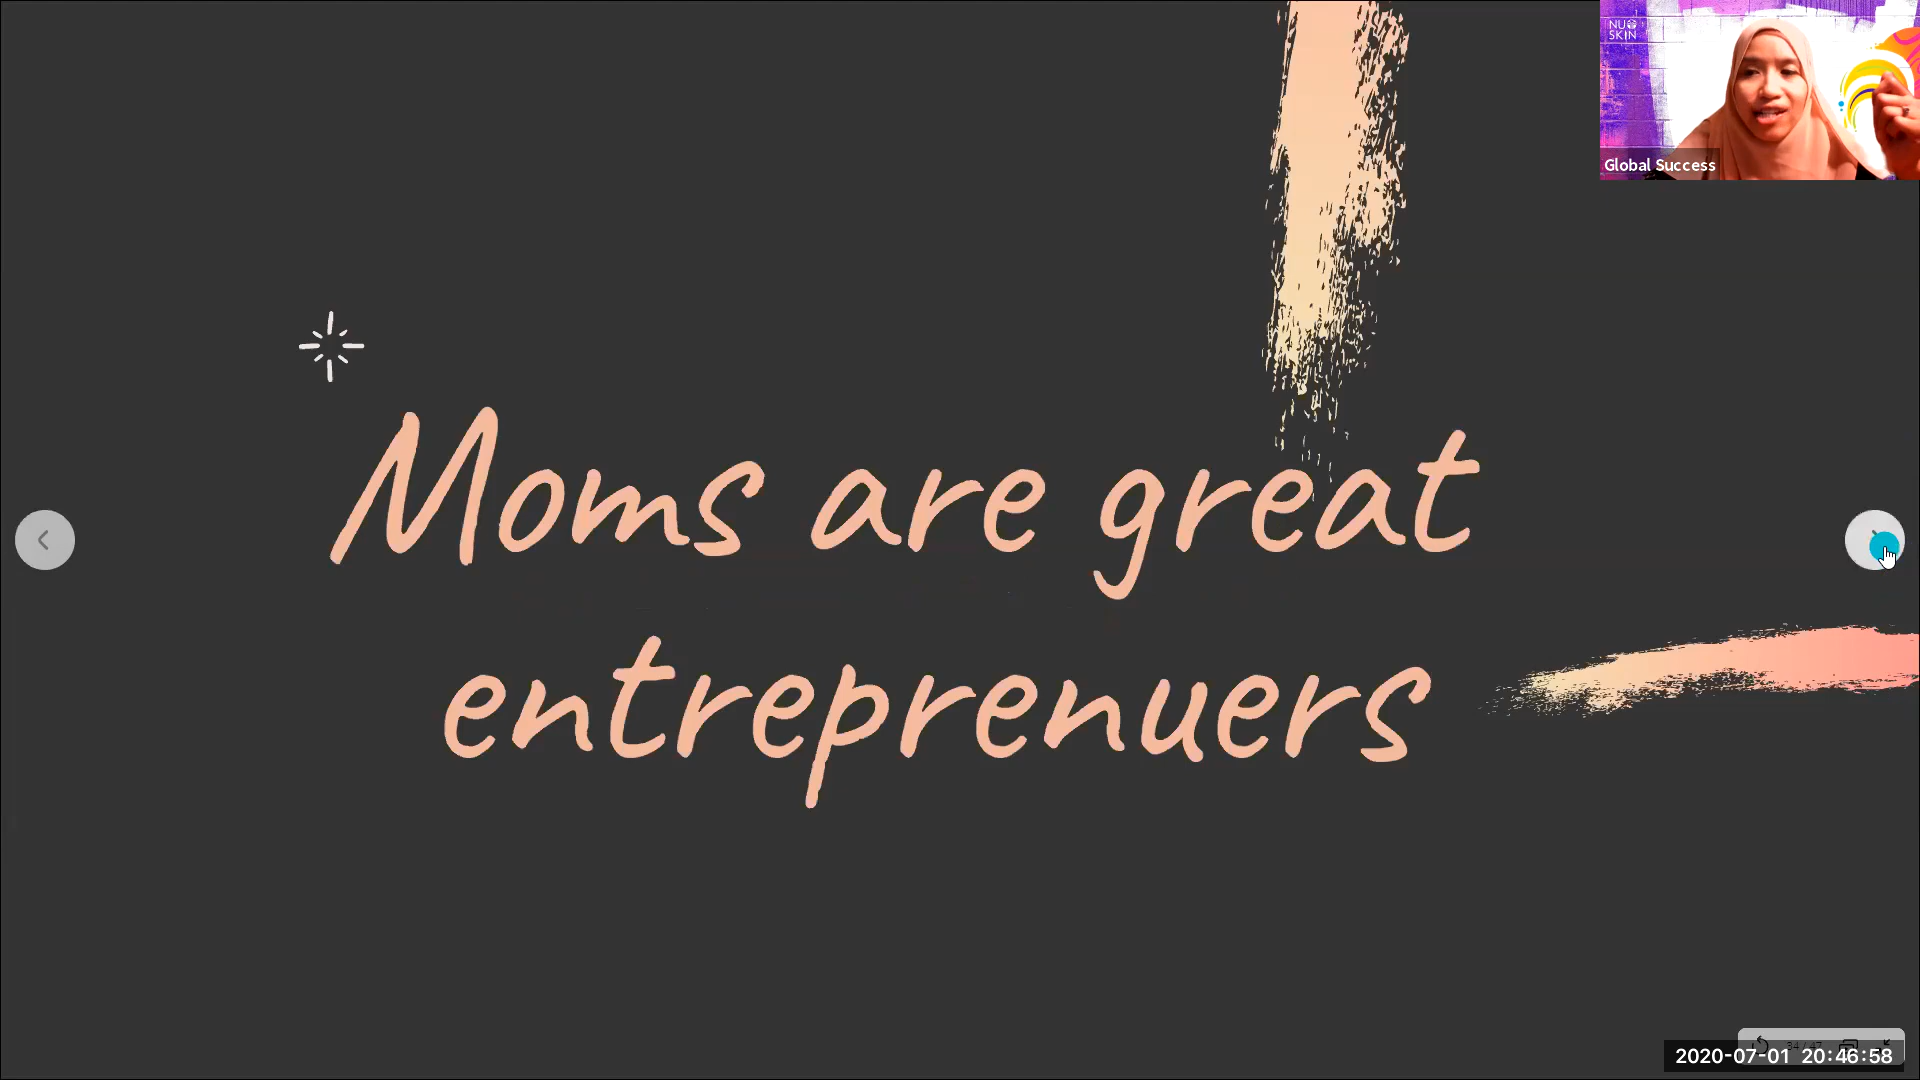 NU
SKIN
Global Success
Moms are great
entreprenuers
2020-07-01 20:46:58